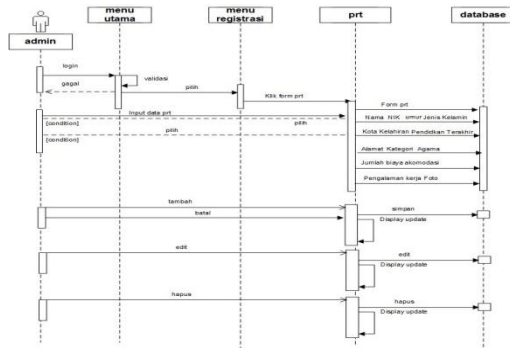 admin
menu
utama
menu
registrasi
prt
database
login
validasi
gagal
pilih
Klik form prt
Form prt
Input data prt
Nama NIK umur Jenis Kelamin
[condition]
pilih
pilih
Kota Kelahiran Pendidikan Terakhir
[condition]
Alamat Kategori Agama
Jumlah biaya akomodasi
Pengalaman kerja Foto
tambah
simpan
batal
Display update
edit
edit
Display update
hapus
hapus
Display update